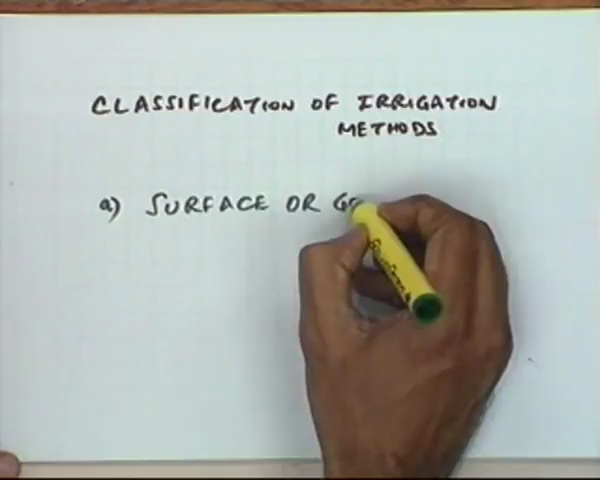 CLASSIFICATION OF IRRIGATION
METHODS
a) SURFACE OR